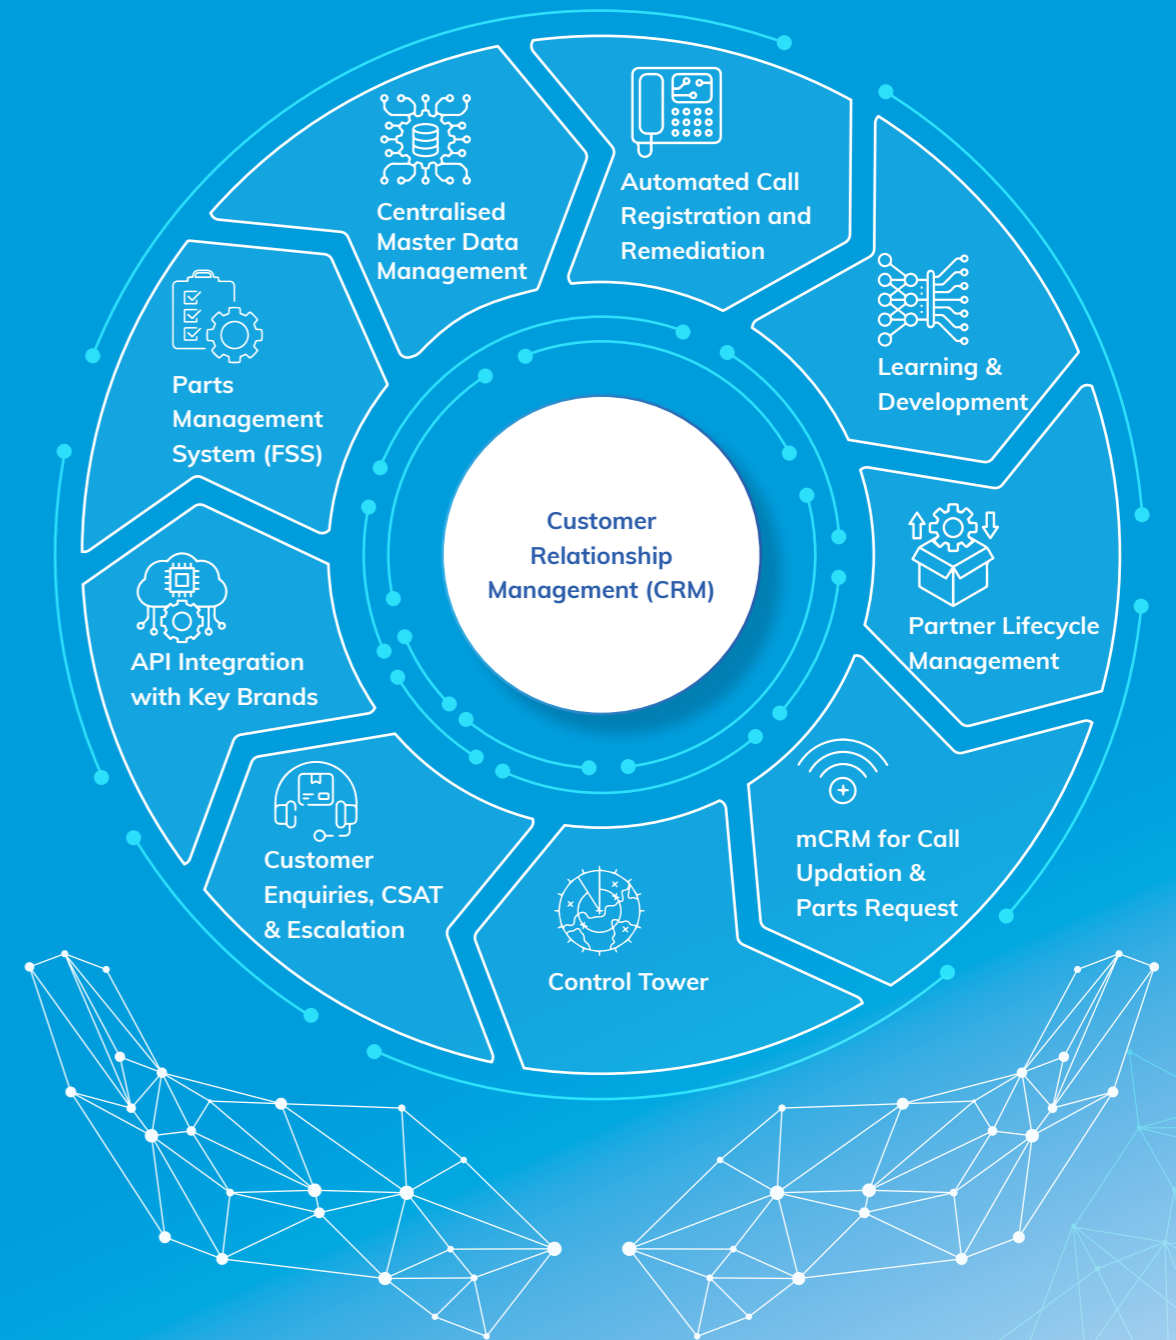 Centralised
Master Data
Management
Automated Call
Registration and
Remediation
Learning &
Development
Partner Lifecycle
Management
mCRM for Call
Updation &
Parts Request
Control Tower
Customer
Enquiries, CSAT
& Escalation
API Integration
with Key Brands
Parts
Management
System (FSS)
Customer
Relationship
Management (CRM)